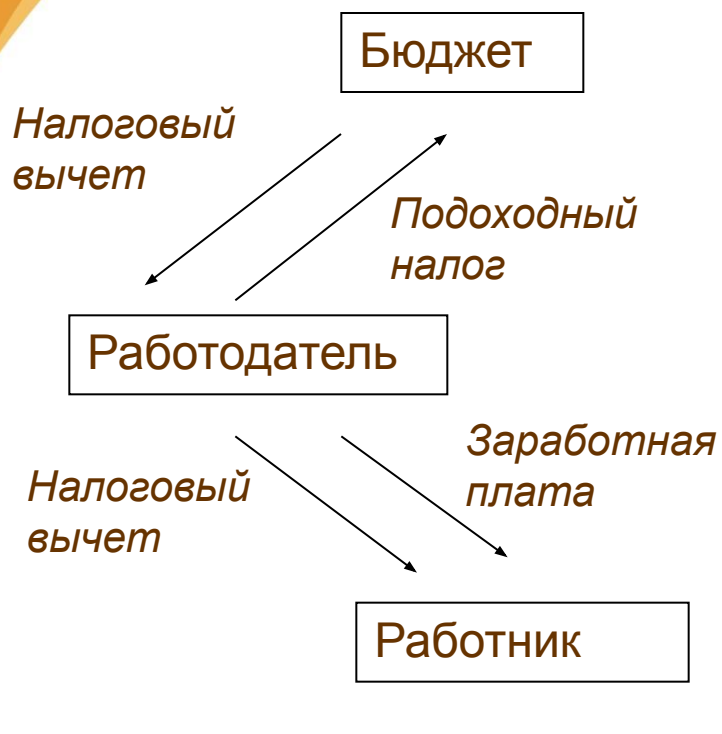 Бюджет
Налоговый
вычет
Подоходный
налог
Работодатель
Заработная
плата
Налоговый
вычет
Работник